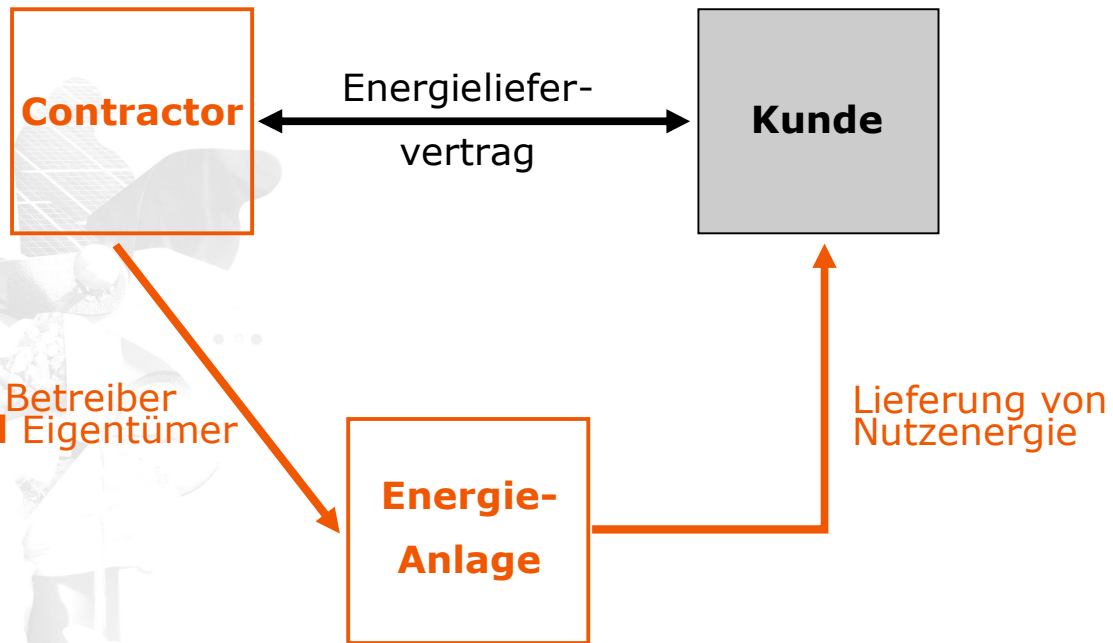 Contractor
Energieliefer-
vertrag
Kunde
Betreiber
Eigentümer
Lieferung von
Nutzenergie
Energie-
Anlage